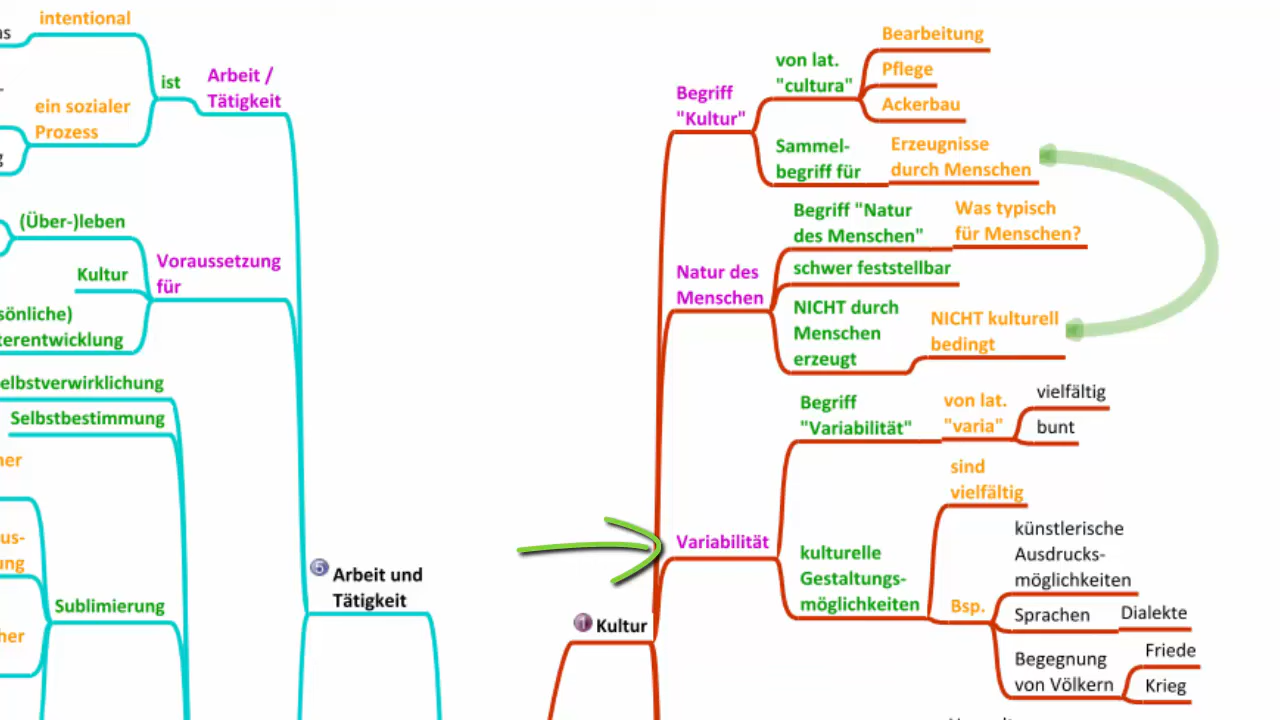 intentional
ist
Arbeit /
Tätigkeit
ein sozialer
Prozess
(Über-)leben
Kultur
Voraussetzung
für
sönliche)
terentwicklung
elbstverwirklichung
Selbstbestimmung
Sublimierung
5
Arbeit und
Tätigkeit
1
Kultur
Begriff
"Kultur"
von lat.
"cultura"
Bearbeitung
Pflege
Ackerbau
Sammel-
begriff für
Erzeugnisse
durch Menschen
Natur des
Menschen
Begriff "Natur
des Menschen"
Was typisch
für Menschen?
schwer feststellbar
NICHT durch
Menschen
erzeugt
NICHT kulturell
bedingt
Variabilität
Begriff
"Variabilität"
von lat.
"varia"
vielfältig
bunt
kulturelle
Gestaltungs-
möglichkeiten
sind
vielfältig
Bsp.
künstlerische
Ausdrucks-
möglichkeiten
Sprachen
Dialekte
Begegnung
von Völkern
Friede
Krieg